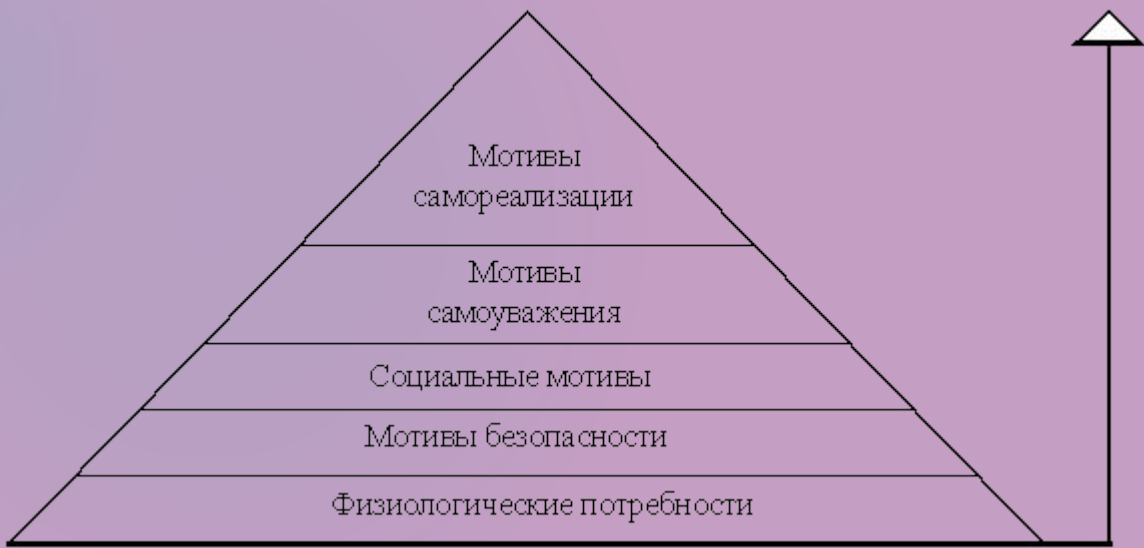 Мотивы
самореализации
Мотивы
самоуважения
Социальные мотивы
Мотивы безопасности
Физиологические потребности